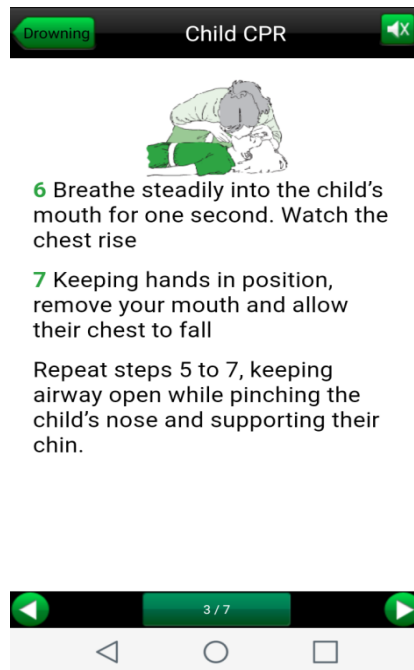 Drowning
Child CPR
6 Breathe steadily into the child's
mouth for one second. Watch the
chest rise
7 Keeping hands in position,
remove your mouth and allow
their chest to fall
Repeat steps 5 to 7, keeping
airway open while pinching the
child's nose and supporting their
chin.
3 / 7